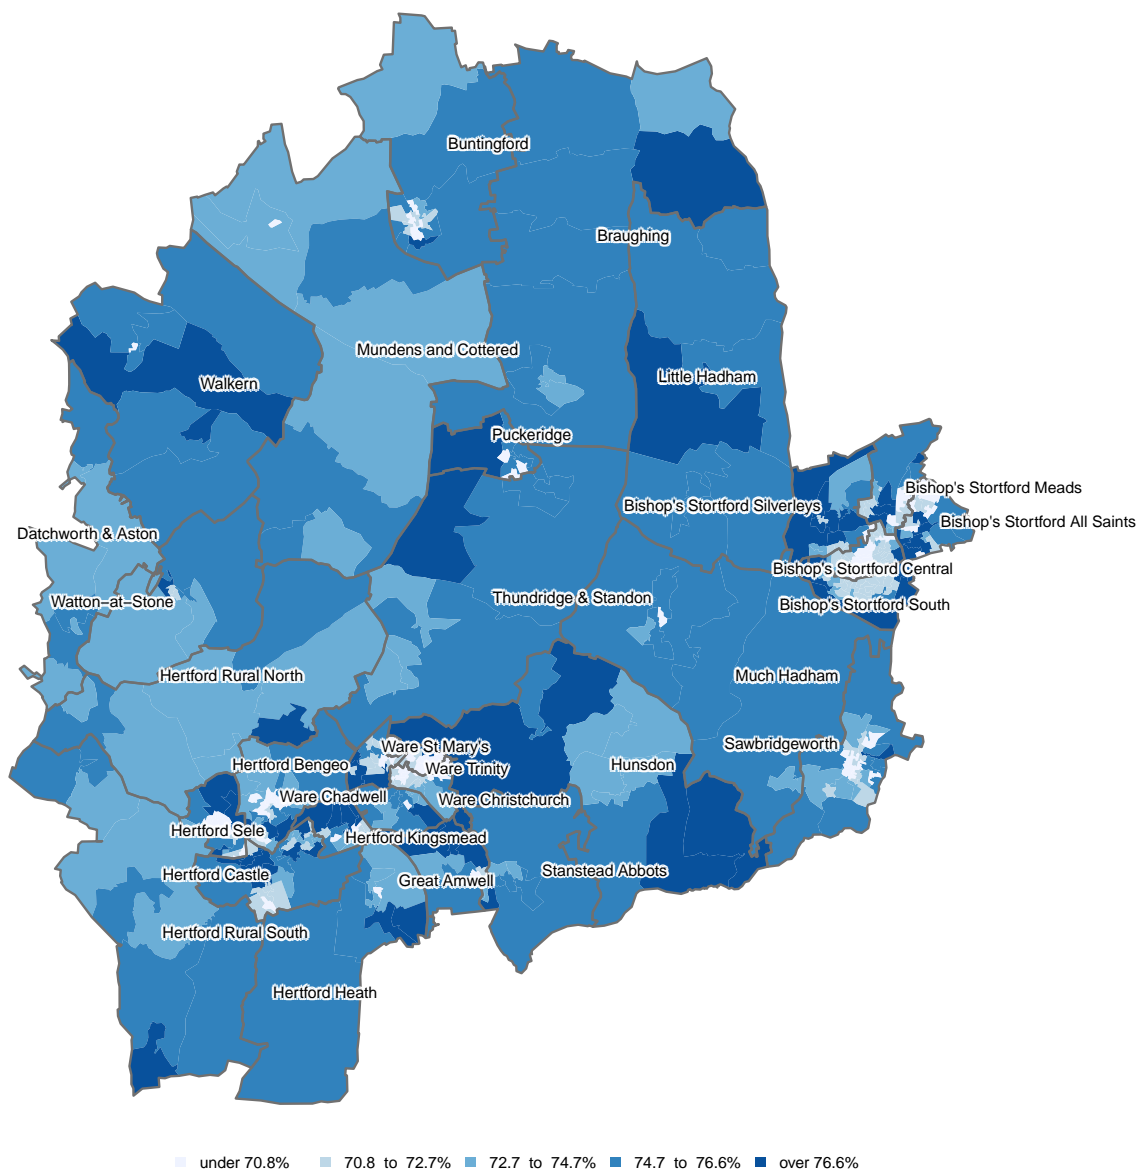 Buntingford
Braughing
Mundens and Cottered
Little Hadham
Walkern
Puckeridge
Bishop's Stortford Meads
Bishop's Stortford Silverleys
Bishop's Stortford All Saints
Datchworth & Aston
Bishop's Stortford Central
Watton−at−Stone
Thundridge & Standon
Bishop's Stortford South
Hertford Rural North
Much Hadham
Ware St Mary's
Sawbridgeworth
Hertford Bengeo
Ware Trinity
Hunsdon
Ware Chadwell
Ware Christchurch
Hertford Sele
Hertford Kingsmead
Hertford Castle
Great Amwell
Stanstead Abbots
Hertford Rural South
Hertford Heath
under 70.8%
70.8 to 72.7%
72.7 to 74.7%
74.7 to 76.6%
over 76.6%